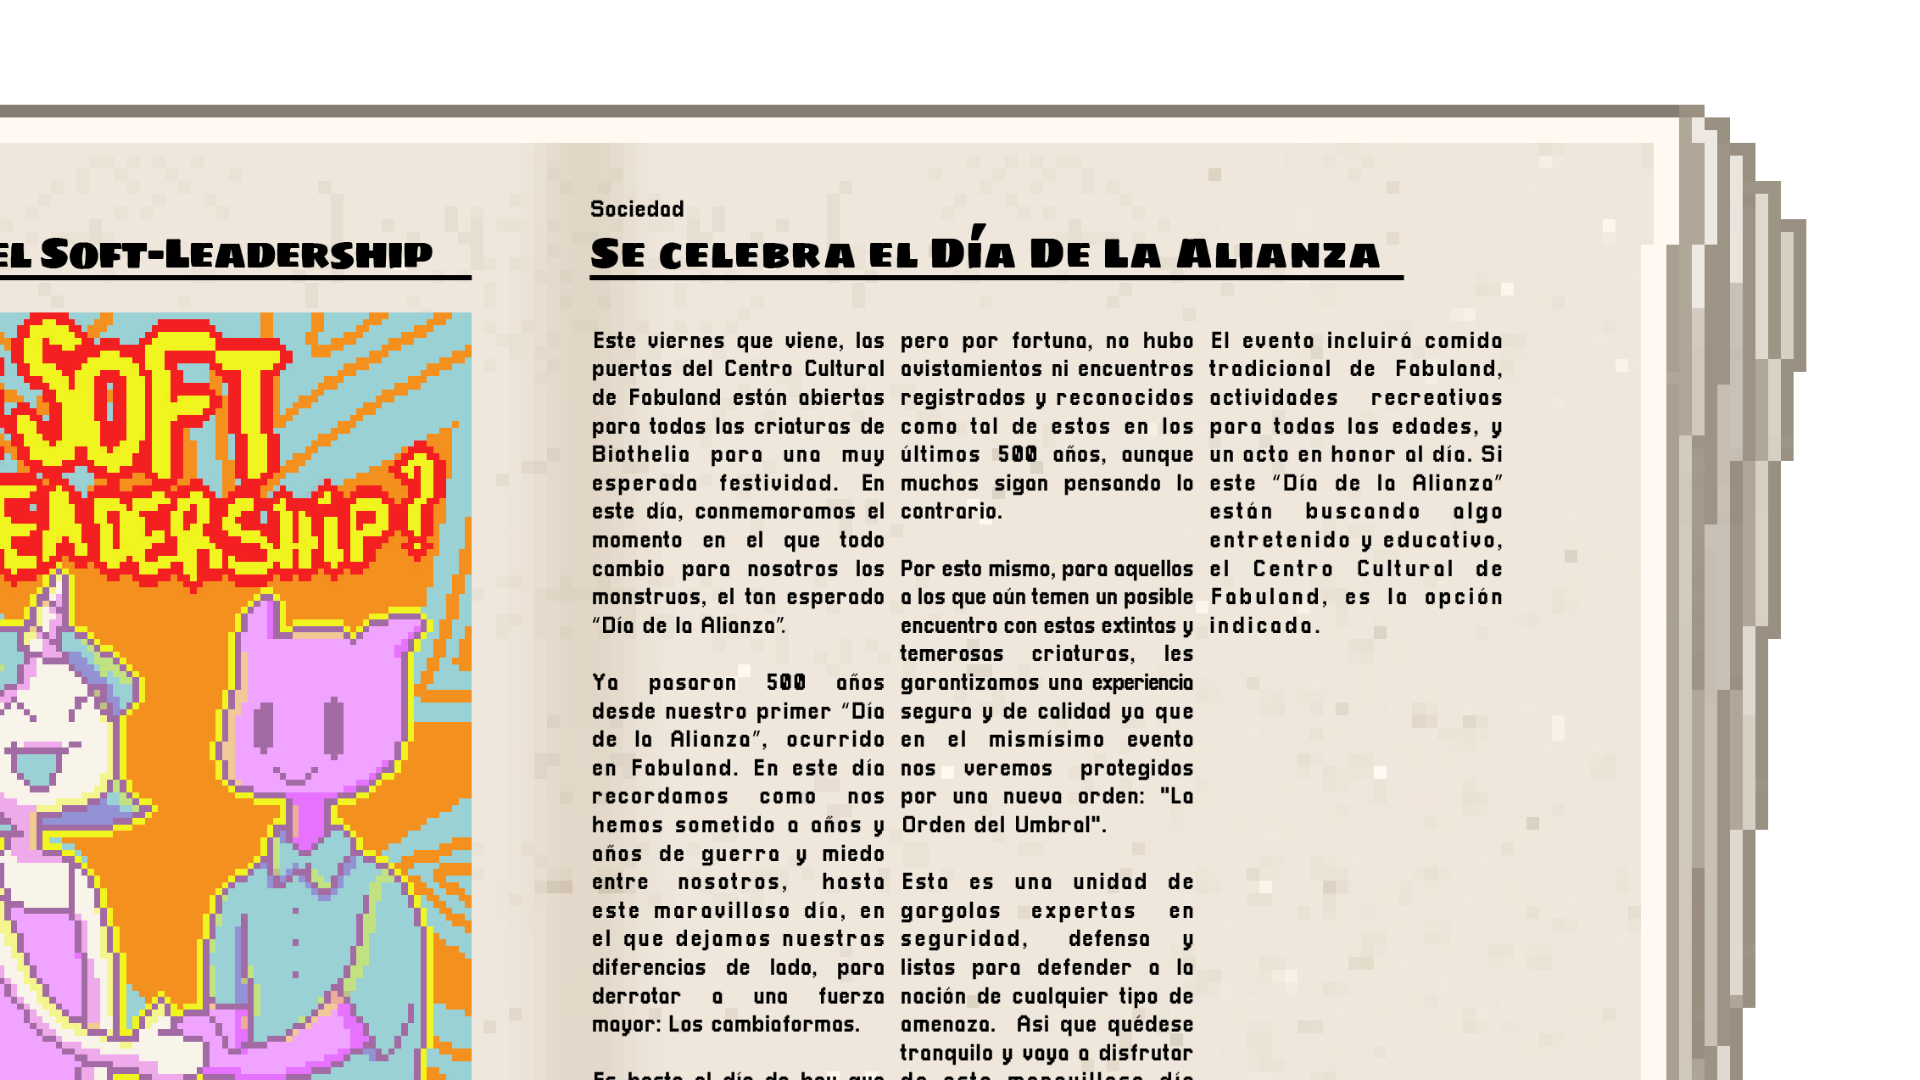 EL SOFT-LEADERSHIP
SOFT
LEADERSHIP?
Sociedad
SE CELEBRA EL DÍA DE LA ALIANZA
Este viernes que viene, las
puertas del Centro Cultural
de Fabuland están abiertas
para todas las criaturas de
Biothelia para una muy
esperada festividad. En
este día, conmemoramos el
momento en el que todo
cambio para nosotros los
monstruos, el tan esperado
“Día de la Alianza”.
Ya pasaron 500 años
desde nuestro primer “Día
de la Alianza”, ocurrido
en Fabuland. En este día
recordamos como nos
hemos sometido a años y
años de guerra y miedo
entre nosotros, hasta
este maravilloso día, en
el que dejamos nuestras
diferencias de lado, para
derrotar a una fuerza
mayor: Los cambiaformas.
Es hasta el día de hoy que
pero por fortuna, no hubo
avistamientos ni encuentros
registrados y reconocidos
como tal de estos en los
últimos 500 años, aunque
muchos sigan pensando lo
contrario.
Por esto mismo, para aquellos
a los que aún temen un posible
encuentro con estas extintas y
temerosas criaturas, les
garantizamos una experiencia
segura y de calidad ya que
en el mismísimo evento
nos veremos protegidos
por una nueva orden: "La
Orden del Umbral".
Esta es una unidad de
gargolas expertas en
seguridad, defensa y
listas para defender a la
nación de cualquier tipo de
amenaza. Asi que quédese
tranquilo y vaya a disfrutar
de este maravilloso día
El evento incluirá comida
tradicional de Fabuland,
actividades recreativas
para todas las edades, y
un acto en honor al día. Si
este “Día de la Alianza”
están buscando algo
entretenido y educativo,
el Centro Cultural de
Fabuland, es la opción
indicada.